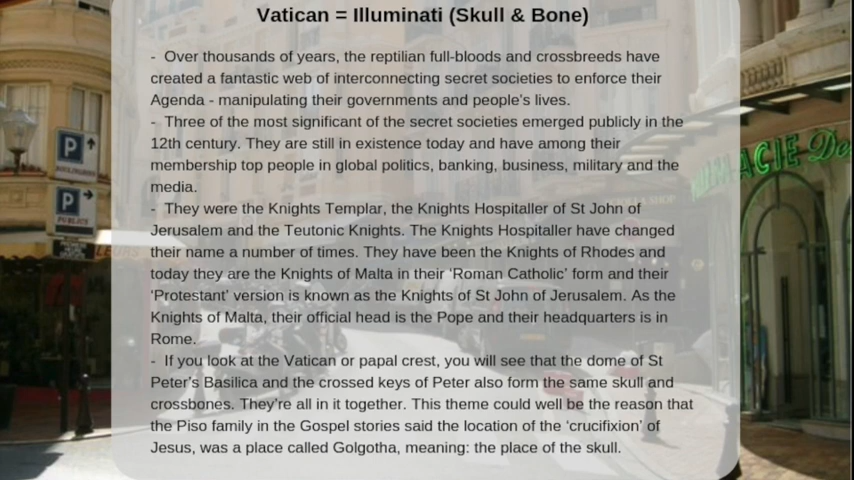 Vatican = Illuminati (Skull & Bone)
- Over thousands of years, the reptilian full-bloods and crossbreeds have
created a fantastic web of interconnecting secret societies to enforce their
Agenda - manipulating their governments and people's lives.
- Three of the most significant of the secret societies emerged publicly in the
12th century. They are still in existence today and have among their
membership top people in global politics, banking, business, military and the
media.
- They were the Knights Templar, the Knights Hospitaller of St John of
Jerusalem and the Teutonic Knights. The Knights Hospitaller have changed
their name a number of times. They have been the Knights of Rhodes and
today they are the Knights of Malta in their ‘Roman Catholic’ form and their
‘Protestant’ version is known as the Knights of St John of Jerusalem. As the
Knights of Malta, their official head is the Pope and their headquarters is in
Rome.
- If you look at the Vatican or papal crest, you will see that the dome of St
Peter's Basilica and the crossed keys of Peter also form the same skull and
crossbones. They're all in it together. This theme could well be the reason that
the Piso family in the Gospel stories said the location of the ‘crucifixion’ of
Jesus, was a place called Golgotha, meaning: the place of the skull.
P
P
PUBLICS
ACIE De